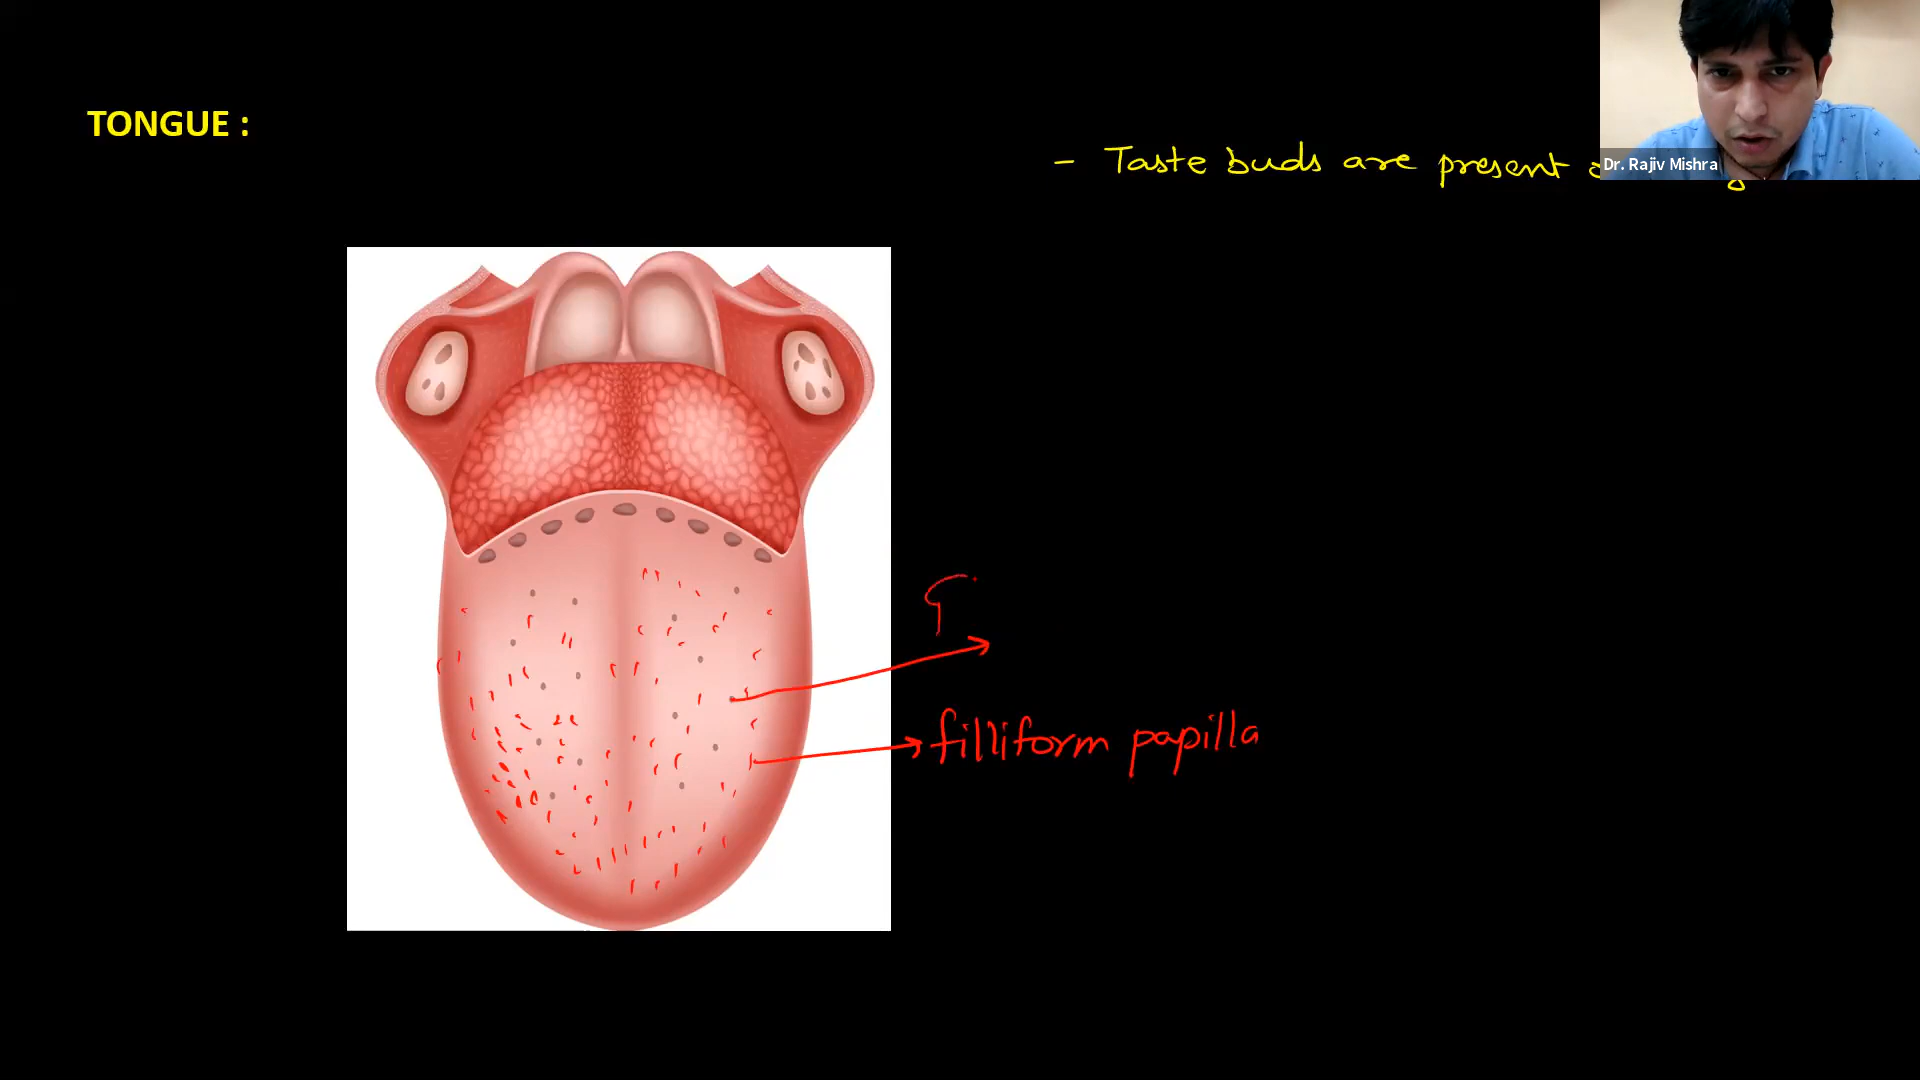 TONGUE :
- Taste buds are present
Dr. Rajiv Mishra
filliform papilla